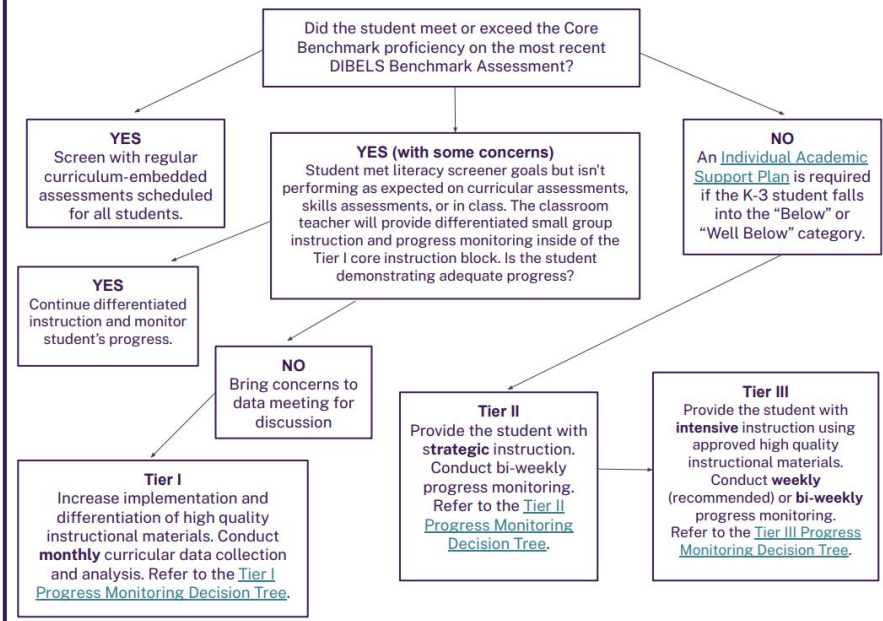 Did the student meet or exceed the Core
Benchmark proficiency on the most recent
DIBELS Benchmark Assessment?
YES
Screen with regular
curriculum-embedded
assessments scheduled
for all students.
YES (with some concerns)
Student met literacy screener goals but isn't
performing as expected on curricular assessments,
skills assessments, or in class. The classroom
teacher will provide differentiated small group
instruction and progress monitoring inside of the
Tier I core instruction block. Is the student
demonstrating adequate progress?
NO
An Individual Academic
Support Plan is required
if the K-3 student falls
into the “Below” or
“Well Below” category.
YES
Continue differentiated
instruction and monitor
student’s progress.
NO
Bring concerns to
data meeting for
discussion
Tier I
Increase implementation and
differentiation of high quality
instructional materials. Conduct
monthly curricular data collection
and analysis. Refer to the Tier I
Progress Monitoring Decision Tree.
Tier II
Provide the student with
strategic instruction.
Conduct bi-weekly
progress monitoring.
Refer to the Tier II
Progress Monitoring
Decision Tree.
Tier III
Provide the student with
intensive instruction using
approved high quality
instructional materials.
Conduct weekly
(recommended) or bi-weekly
progress monitoring.
Refer to the Tier III Progress
Monitoring Decision Tree.